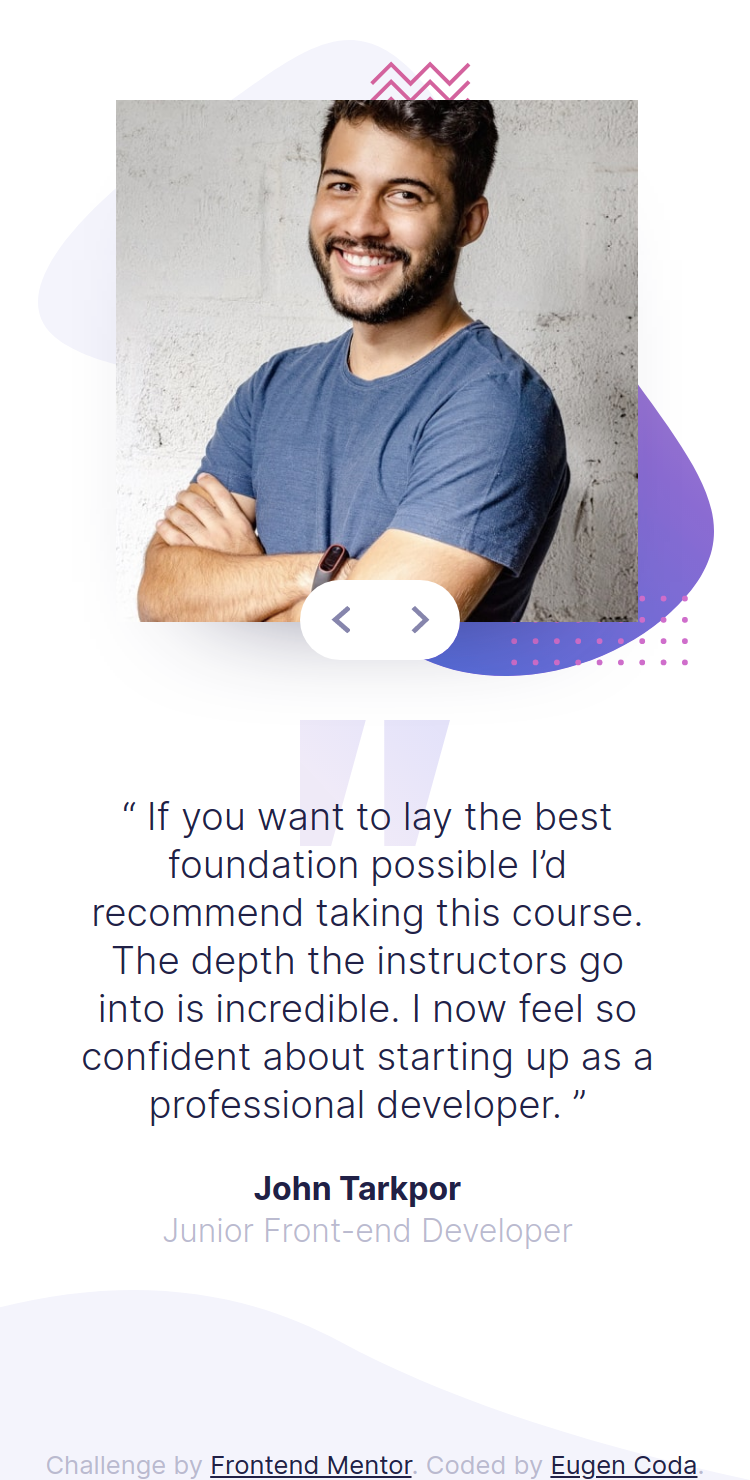 “ If you want to lay the best
foundation possible I’d
recommend taking this course.
The depth the instructors go
into is incredible. I now feel so
confident about starting up as a
professional developer. ”
John Tarkpor
Junior Front-end Developer
Challenge by Frontend Mentor. Coded by Eugen Coda.